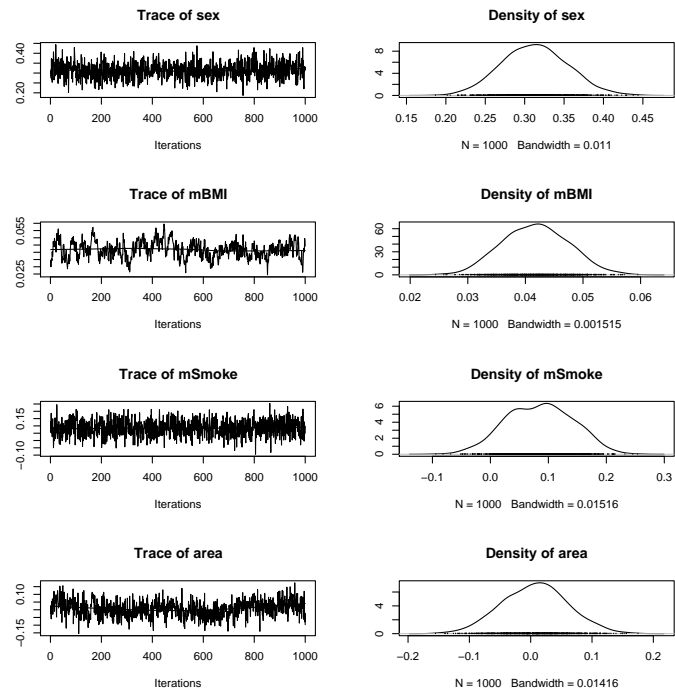 Trace of sex
0.20 0.40
0 200 400 600 800 1000
Iterations
Density of sex
0 4 8
0.15 0.20 0.25 0.30 0.35 0.40 0.45
N = 1000 Bandwidth = 0.011
Trace of mBMI
0.025 0.055
0 200 400 600 800 1000
Iterations
Density of mBMI
0 30 60
0.02 0.03 0.04 0.05 0.06
N = 1000 Bandwidth = 0.001515
Trace of mSmoke
−0.10 0.15
0 200 400 600 800 1000
Iterations
Density of mSmoke
0 2 4 6
−0.1 0.0 0.1 0.2 0.3
N = 1000 Bandwidth = 0.01516
Trace of area
−0.15 0.10
0 200 400 600 800 1000
Iterations
Density of area
0 4
−0.2 −0.1 0.0 0.1 0.2
N = 1000 Bandwidth = 0.01416